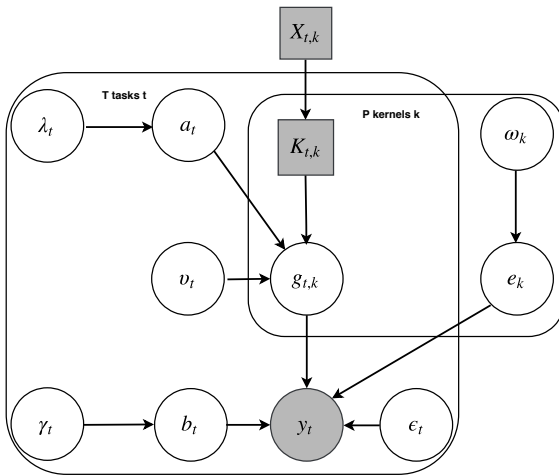 X_{t,k}
T tasks t
P kernels k
λ_t
a_t
K_{t,k}
ω_k
υ_t
g_{t,k}
e_k
γ_t
b_t
y_t
ϵ_t